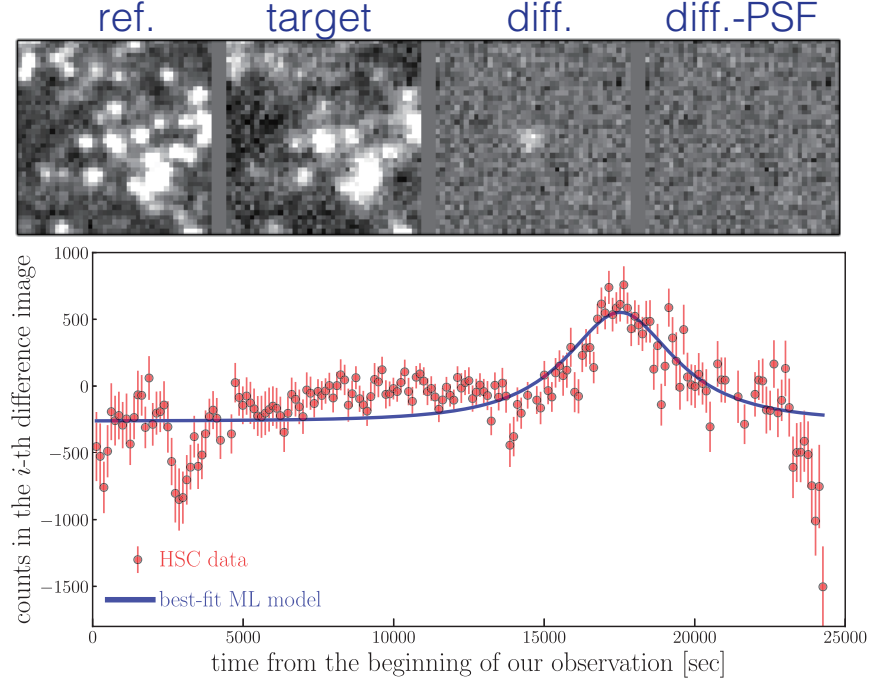 ref. target diff. diff.-PSF
counts in the i-th difference image
1000
500
0
−500
−1000
−1500
HSC data
best-fit ML model
0 5000 10000 15000 20000 25000
time from the beginning of our observation [sec]